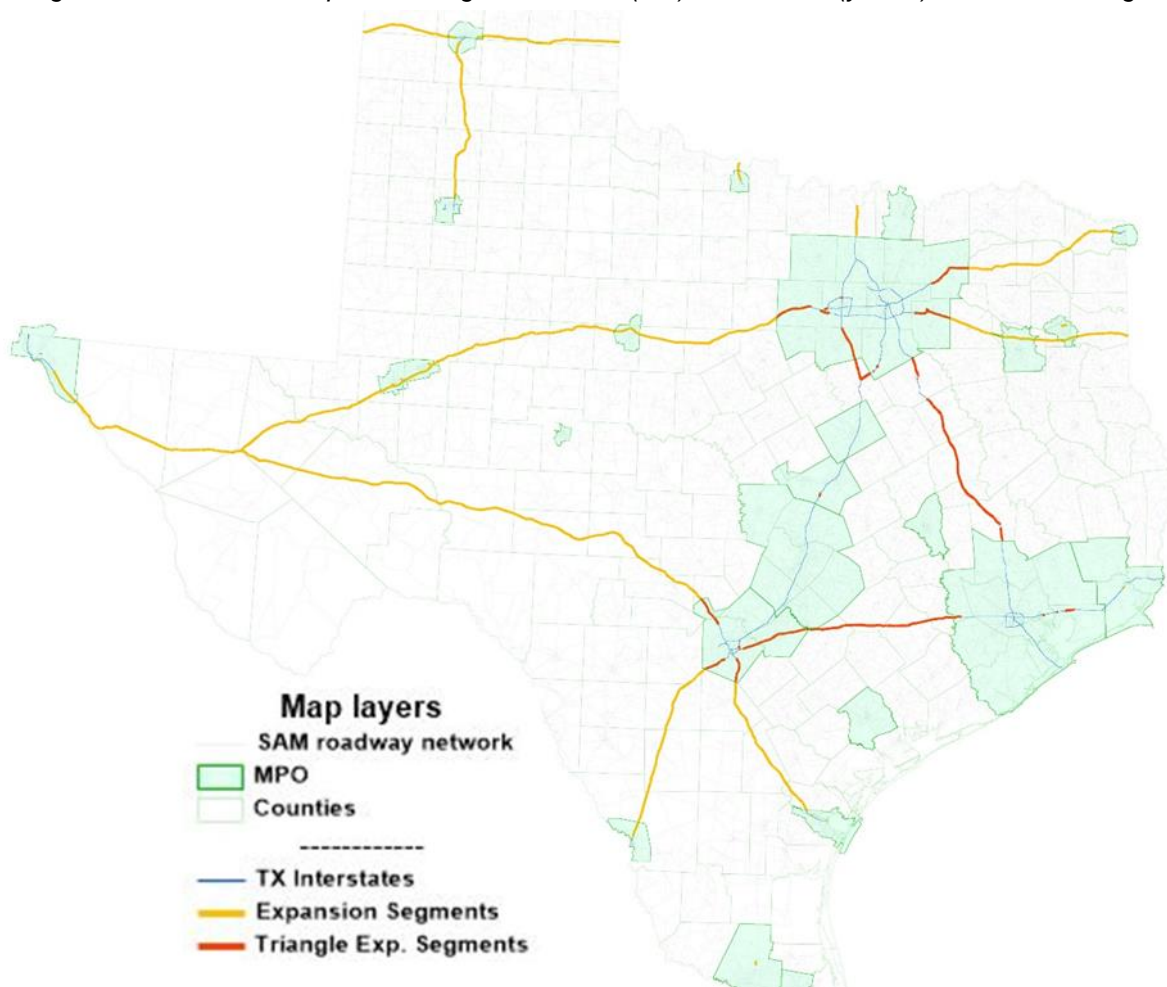 Map layers
SAM roadway network
MPO
Counties
------------
TX Interstates
Expansion Segments
Triangle Exp. Segments